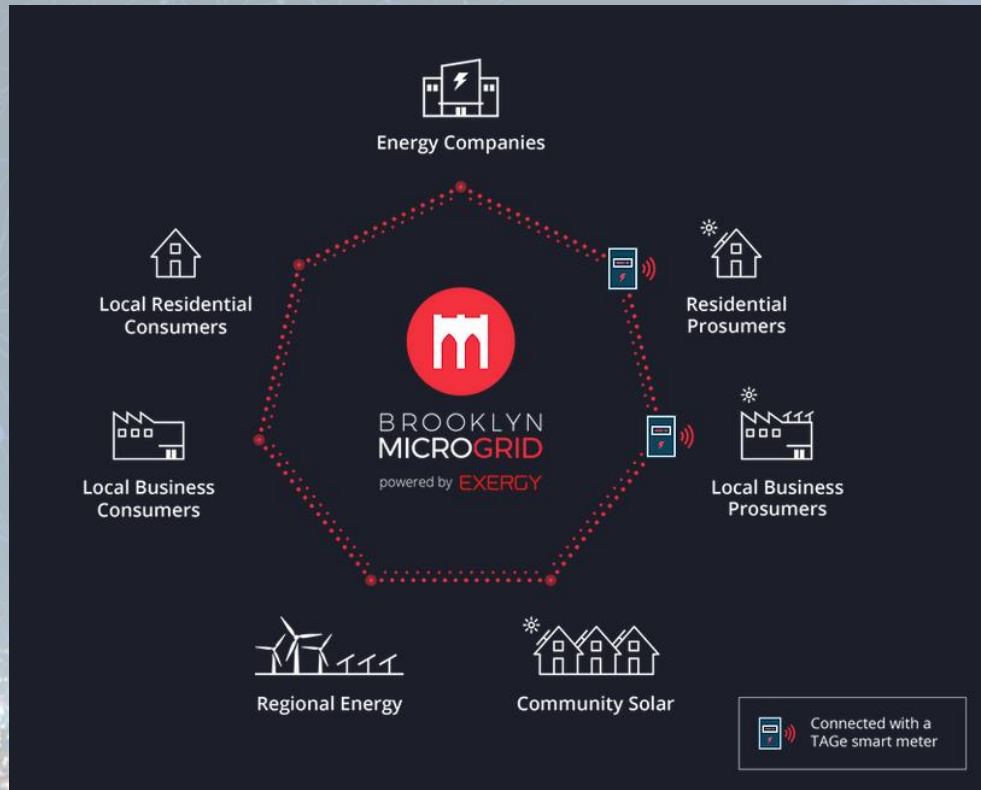 Energy Companies
Local Residential
Consumers
Residential
Prosumers
BROOKLYN
MICROGRID
powered by EXERGY
Local Business
Consumers
Local Business
Prosumers
Regional Energy
Community Solar
Connected with a
TAGe smart meter